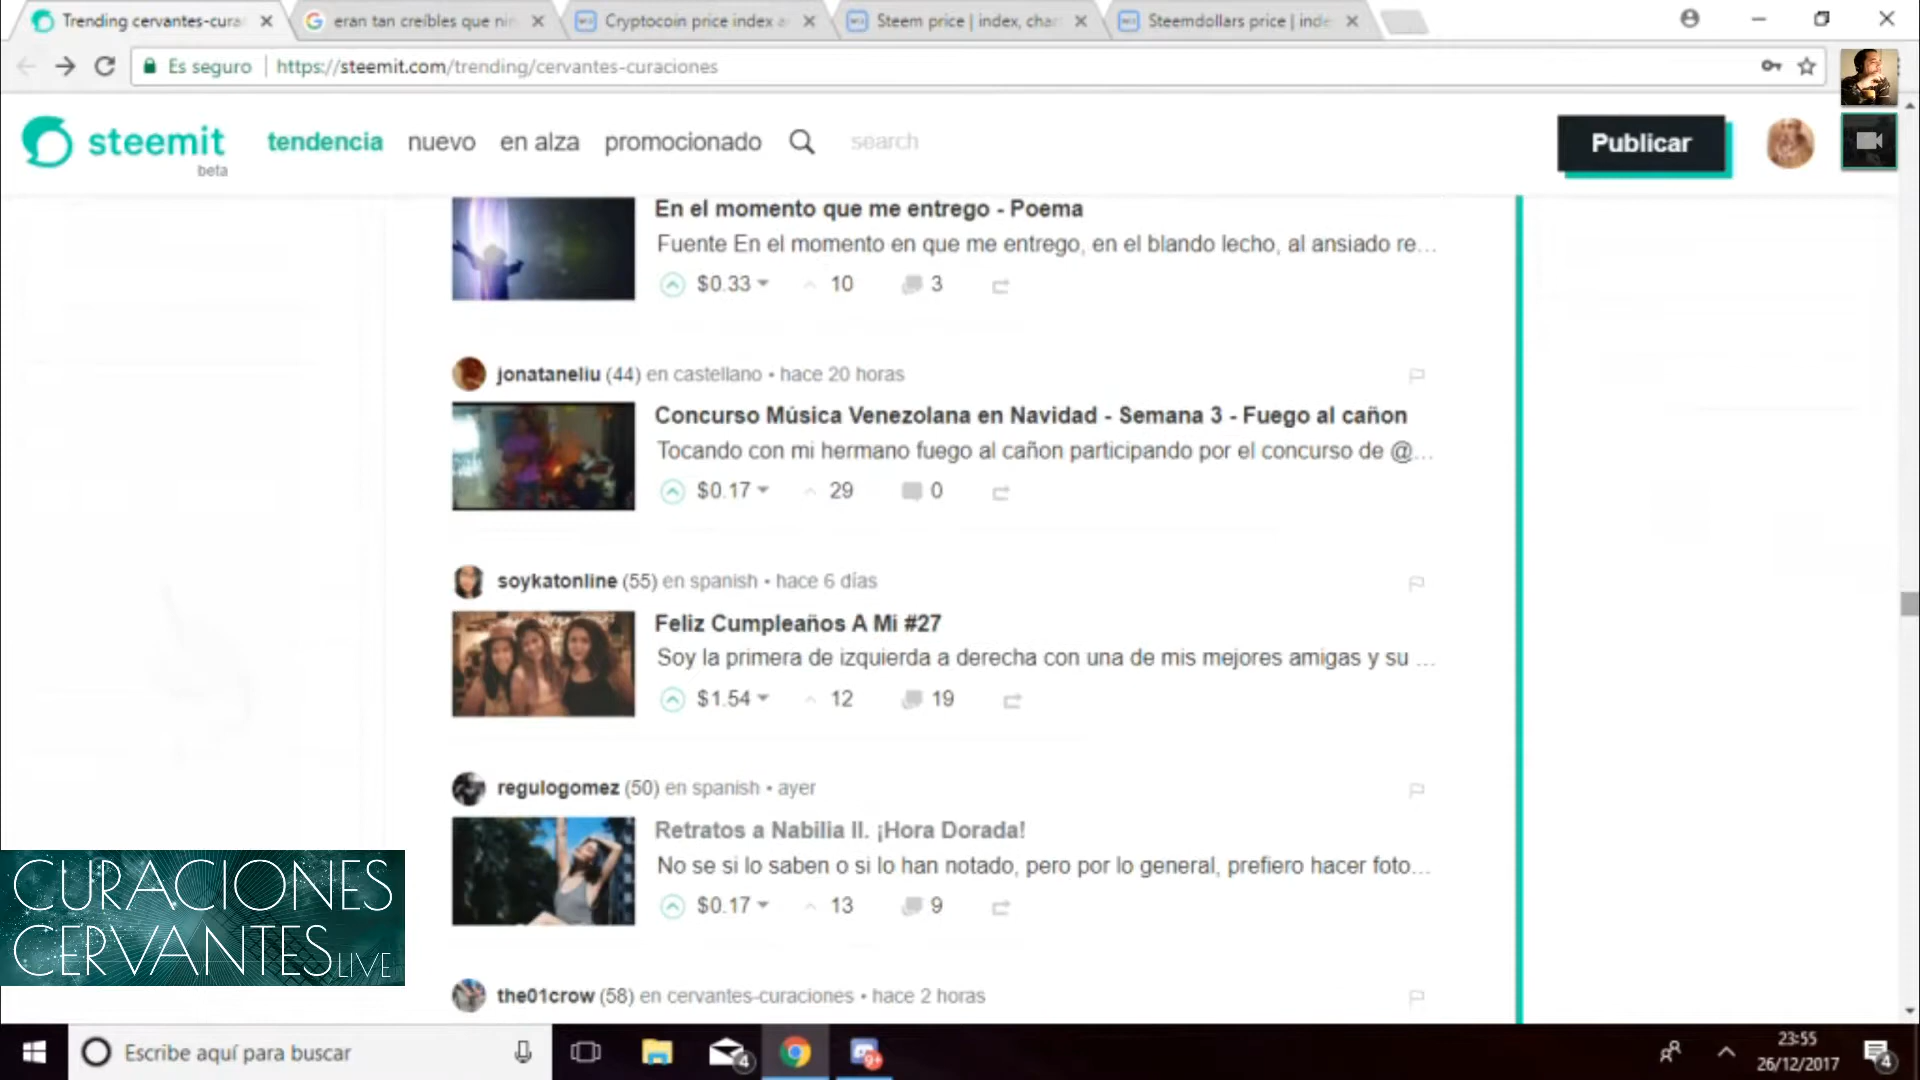 Trending cervantes-cura
eran tan creíbles que nin
Cryptocoin price index a
Steem price | index, char
Steemdollars price | inde
Es seguro
https://steemit.com/trending/cervantes-curaciones
steemit
beta
tendencia
nuevo
en alza
promocionado
search
Publicar
En el momento que me entrego - Poema
Fuente En el momento en que me entrego, en el blando lecho, al ansiado re...
$0.33 10 3
jonataneliu (44) en castellano • hace 20 horas
Concurso Música Venezolana en Navidad - Semana 3 - Fuego al cañon
Tocando con mi hermano fuego al cañon participando por el concurso de @...
$0.17 29 0
soykatonline (55) en spanish • hace 6 días
Feliz Cumpleaños A Mi #27
Soy la primera de izquierda a derecha con una de mis mejores amigas y su ...
$1.54 12 19
regulogomez (50) en spanish • ayer
Retratos a Nabilia II. ¡Hora Dorada!
No se si lo saben o si lo han notado, pero por lo general, prefiero hacer foto...
$0.17 13 9
the01crow (58) en cervantes-curaciones • hace 2 horas
CURACIONES
CERVANTES LIVE
Escribe aquí para buscar
4
9+
23:55
26/12/2017
4